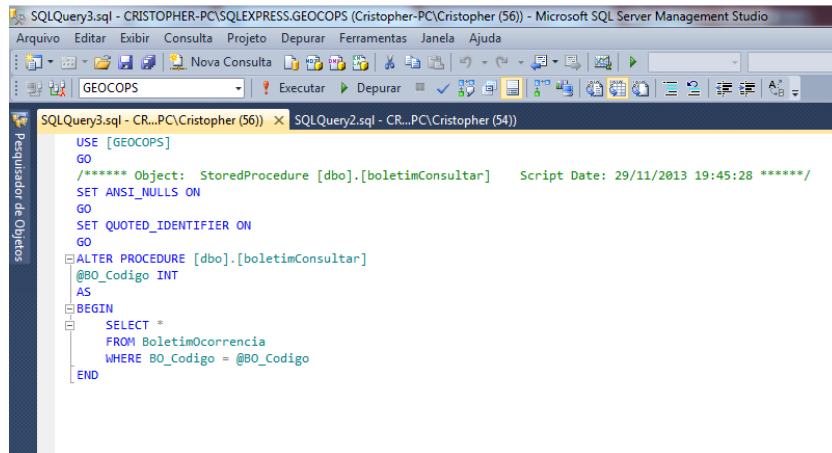 SQLQuery3.sql - CRISTOPHER-PC\SQLEXPRESS.GEOCOPS (Cristopher-PC\Cristopher (56)) - Microsoft SQL Server Management Studio
Arquivo Editar Exibir Consulta Projeto Depurar Ferramentas Janela Ajuda
Nova Consulta
GEOCOPS Executar Depurar
SQLQuery3.sql - CR...PC\Cristopher (56)) SQLQuery2.sql - CR...PC\Cristopher (54))
Pesquisador de Objetos
USE [GEOCOPS]
GO
/****** Object: StoredProcedure [dbo].[boletimConsultar] Script Date: 29/11/2013 19:45:28 ******/
SET ANSI_NULLS ON
GO
SET QUOTED_IDENTIFIER ON
GO
ALTER PROCEDURE [dbo].[boletimConsultar]
@BO_Codigo INT
AS
BEGIN
SELECT *
FROM BoletimOcorrencia
WHERE BO_Codigo = @BO_Codigo
END